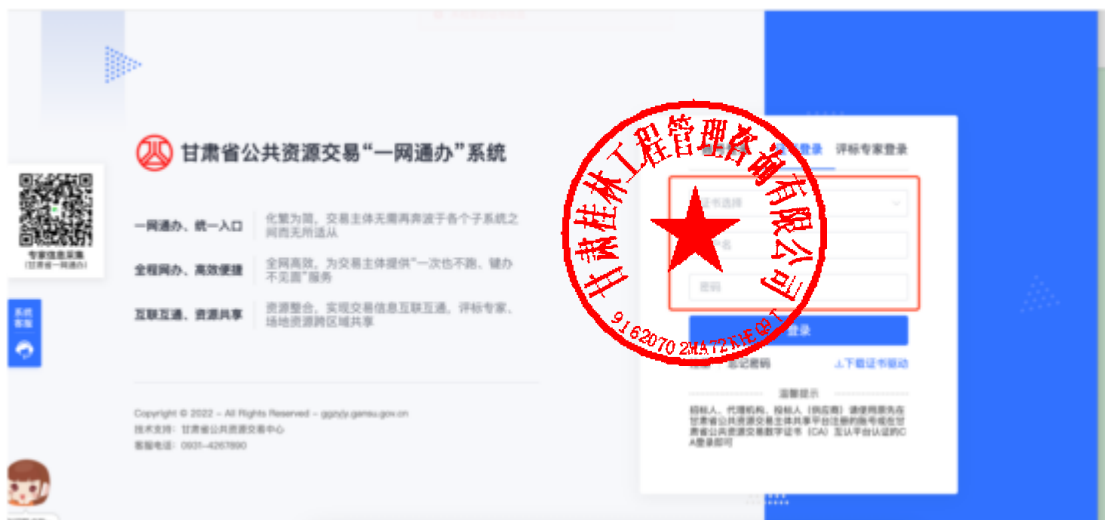 甘肃省公共资源交易“一网通办”系统
一网通办、统一入口
化繁为简，交易主体无需再奔波于各个子系统之
间而无所适从
全程网办、高效便捷
全网高效，为交易主体提供“一次也不跑、键办
不见面”服务
互联互通、资源共享
资源整合，实现交易信息互联互通，评标专家、
场地资源跨区域共享
专家信息采集
(甘肃省一网通办)
系统
客服
Copyright © 2022 - All Rights Reserved - ggzyjy.gansu.gov.cn
技术支持：甘肃省公共资源交易中心
客服电话：0931-4267890
登录
评标专家登录
证书选择
密码
登录
忘记密码
下载证书驱动
温馨提示
招标人、代理机构、投标人（供应商）请使用原先在
甘肃省公共资源交易主体共享平台注册的账号或在甘
肃省公共资源交易数字证书（CA）互认平台认证的C
A登录即可
甘肃桂林工程管理咨询有限公司